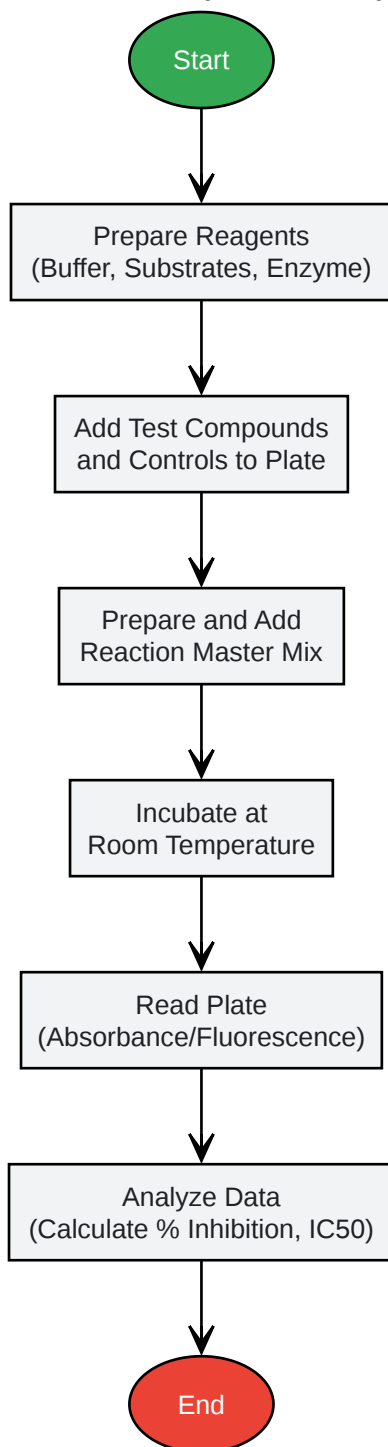 Start
Prepare Reagents
(Buffer, Substrates, Enzyme)
Add Test Compounds
and Controls to Plate
Prepare and Add
Reaction Master Mix
Incubate at
Room Temperature
Read Plate
(Absorbance/Fluorescence)
Analyze Data
(Calculate % Inhibition, IC50)
End